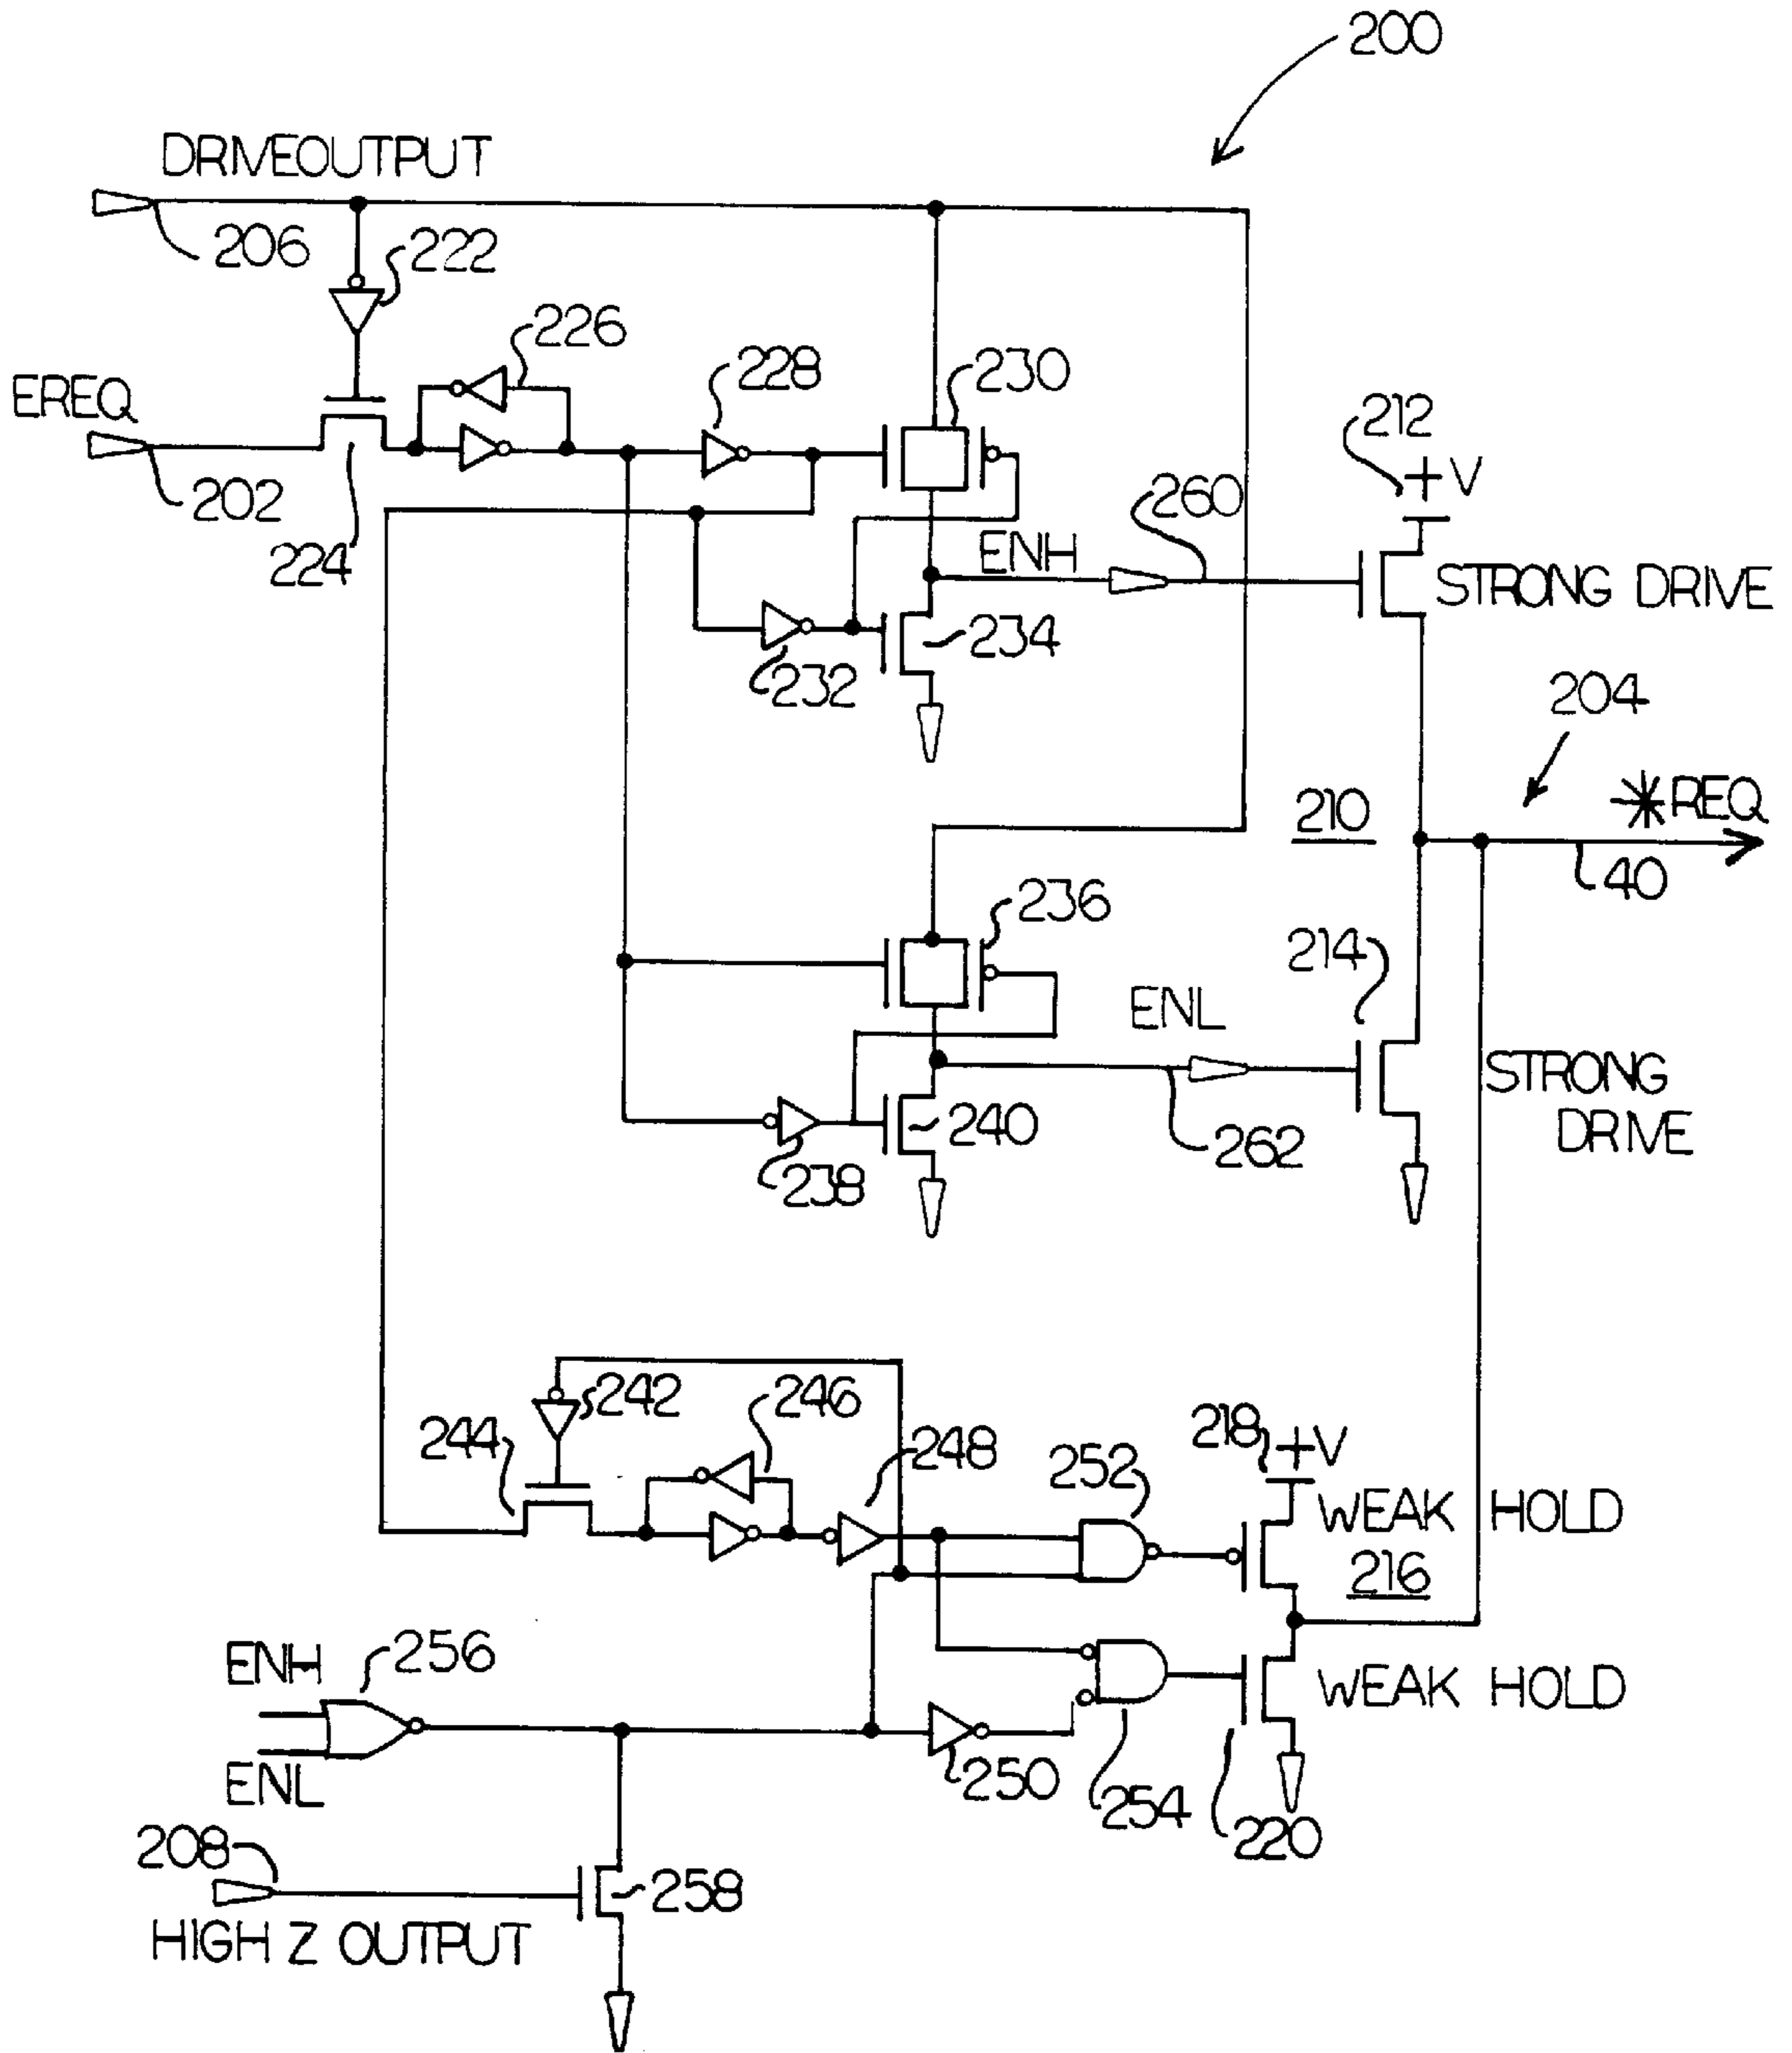 200
DRIVEOUTPUT
206
222
226
228
230
EREQ
212
+V
202
260
224
ENH
STRONG DRIVE
234
232
204
210
*REQ
40
236
214
ENL
STRONG
DRIVE
240
262
238
242
246
244
248
252
218
+V
WEAK HOLD
216
ENH
256
WEAK HOLD
ENL
250
254
220
208
258
HIGH Z OUTPUT